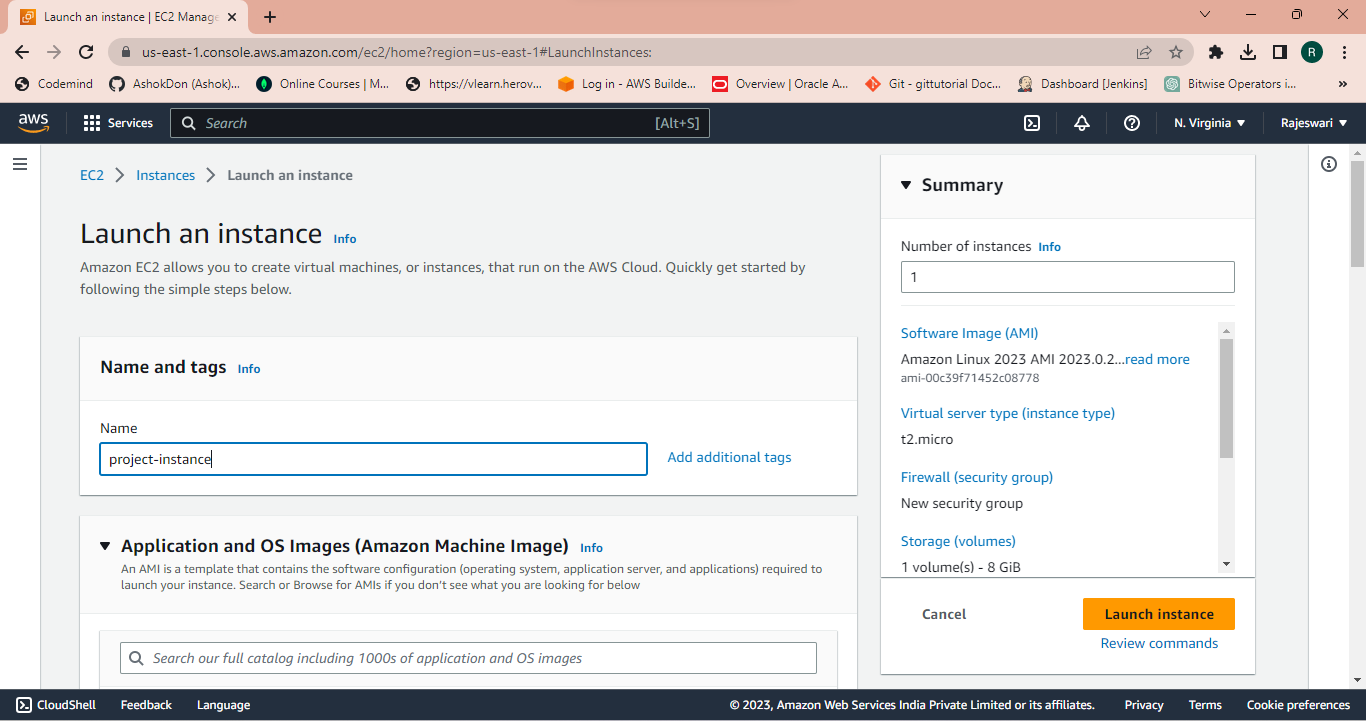 Launch an instance | EC2 Manage
us-east-1.console.aws.amazon.com/ec2/home?region=us-east-1#LaunchInstances:
R
Codemind
AshokDon (Ashok)...
Online Courses | M...
https://vlearn.herov...
Log in - AWS Builde...
Overview | Oracle A...
Git - gittutorial Doc...
Dashboard [Jenkins]
Bitwise Operators i...
»
aws
Services
Search
[Alt+S]
N. Virginia
Rajeswari
EC2
Instances
Launch an instance
Launch an instance Info
Amazon EC2 allows you to create virtual machines, or instances, that run on the AWS Cloud. Quickly get started by
following the simple steps below.
Name and tags Info
Name
project-instance
Add additional tags
Application and OS Images (Amazon Machine Image) Info
An AMI is a template that contains the software configuration (operating system, application server, and applications) required to
launch your instance. Search or Browse for AMIs if you don't see what you are looking for below
Search our full catalog including 1000s of application and OS images
Summary
Number of instances Info
1
Software Image (AMI)
Amazon Linux 2023 AMI 2023.0.2...read more
ami-00c39f71452c08778
Virtual server type (instance type)
t2.micro
Firewall (security group)
New security group
Storage (volumes)
1 volume(s) - 8 GiB
Cancel
Launch instance
Review commands
CloudShell
Feedback
Language
© 2023, Amazon Web Services India Private Limited or its affiliates.
Privacy
Terms
Cookie preferences